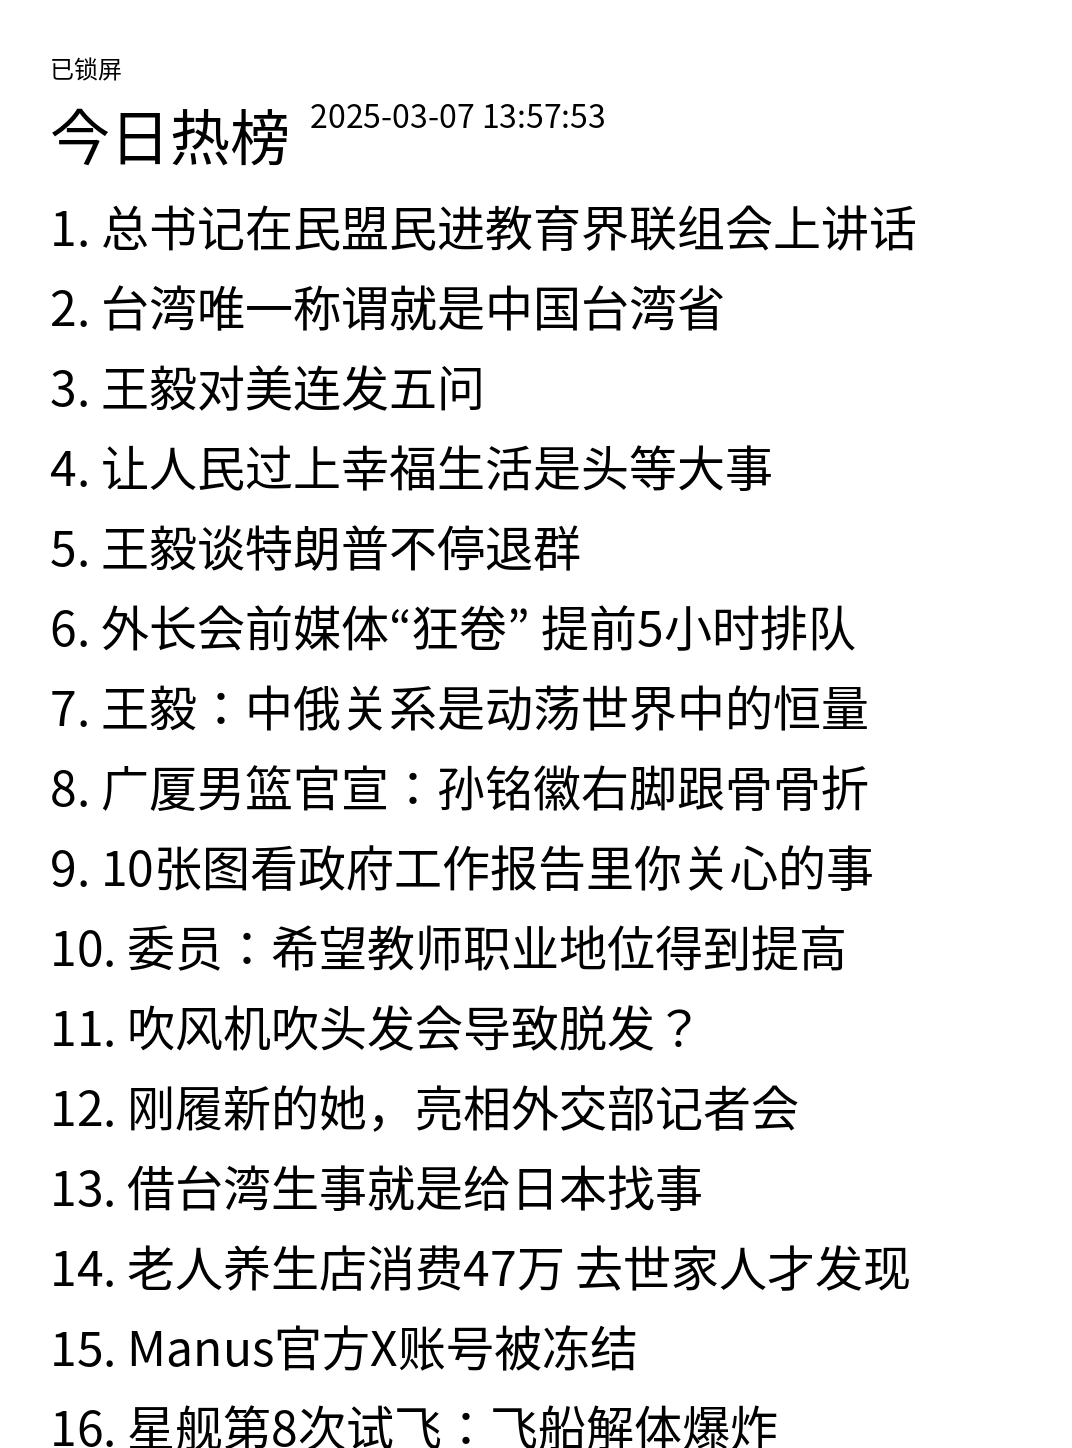 已锁屏
今日热榜 2025-03-07 13:57:53
1. 总书记在民盟民进教育界联组会上讲话
2. 台湾唯一称谓就是中国台湾省
3. 王毅对美连发五问
4. 让人民过上幸福生活是头等大事
5. 王毅谈特朗普不停退群
6. 外长会前媒体“狂卷” 提前5小时排队
7. 王毅：中俄关系是动荡世界中的恒量
8. 广厦男篮官宣：孙铭徽右脚跟骨骨折
9. 10张图看政府工作报告里你关心的事
10. 委员：希望教师职业地位得到提高
11. 吹风机吹头发会导致脱发？
12. 刚履新的她，亮相外交部记者会
13. 借台湾生事就是给日本找事
14. 老人养生店消费47万 去世家人才发现
15. Manus官方X账号被冻结
16. 星舰第8次试飞：飞船解体爆炸